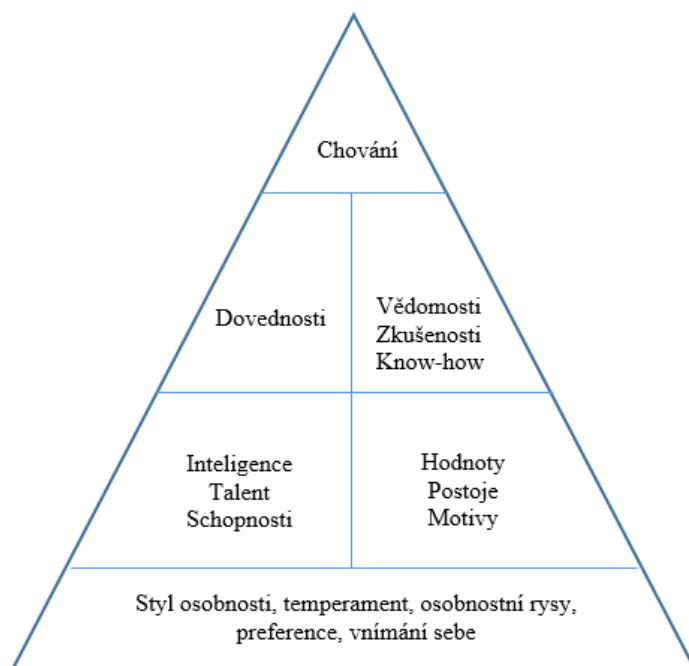 Chování
Dovednosti
Vědomosti
Zkušenosti
Know-how
Inteligence
Talent
Schopnosti
Hodnoty
Postoje
Motivy
Styl osobnosti, temperament, osobnostní rysy,
preference, vnímání sebe